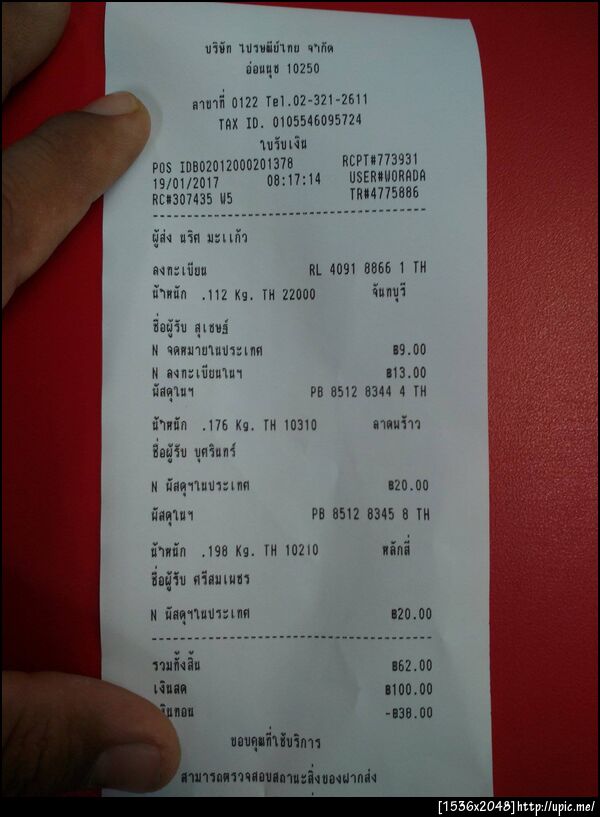 บริษัท ไปรษณีย์ไทย จำกัด
อ่อนนุช 10250
สาขาที่ 0122 Tel.02-321-2611
TAX ID. 0105546095724
ใบรับเงิน
POS IDB02012000201378 RCPT#773931
19/01/2017 08:17:14 USER#WORADA
RC#307435 W5 TR#4775886
ผู้ส่ง นริศ มะแก้ว
ลงทะเบียน RL 4091 8866 1 TH
น้ำหนัก .112 Kg. TH 22000 จันทบุรี
ชื่อผู้รับ สุเชษฐ์
N จดหมายในประเทศ ฿9.00
N ลงทะเบียนในฯ ฿13.00
พัสดุในฯ PB 8512 8344 4 TH
น้ำหนัก .176 Kg. TH 10310 ลาดพร้าว
ชื่อผู้รับ บุศรินทร์
N พัสดุฯในประเทศ ฿20.00
พัสดุในฯ PB 8512 8345 8 TH
น้ำหนัก .198 Kg. TH 10210 หลักสี่
ชื่อผู้รับ ศรีสมเพชร
N พัสดุฯในประเทศ ฿20.00
รวมทั้งสิ้น ฿62.00
เงินสด ฿100.00
เงินทอน -฿38.00
ขอบคุณที่ใช้บริการ
สามารถตรวจสอบสถานะสิ่งของฝากส่ง
[1536x2048]http://upic.me/